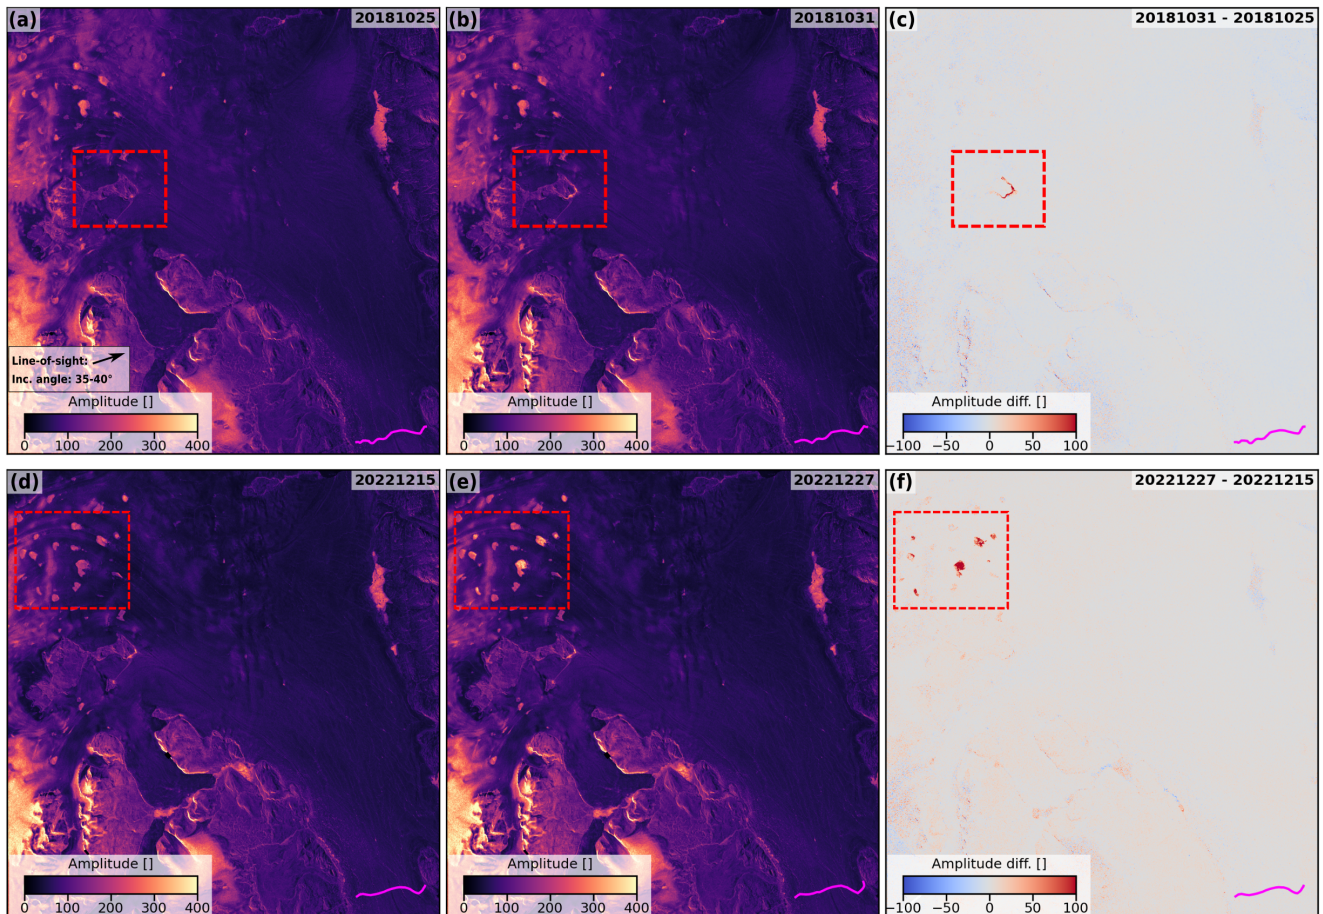 (a)
20181025
(b)
20181031
(c)
20181031 - 20181025
Line-of-sight:
Inc. angle: 35-40°
Amplitude []
0 100 200 300 400
Amplitude []
0 100 200 300 400
Amplitude diff. []
−100 −50 0 50 100
(d)
20221215
(e)
20221227
(f)
20221227 - 20221215
Amplitude []
0 100 200 300 400
Amplitude []
0 100 200 300 400
Amplitude diff. []
−100 −50 0 50 100